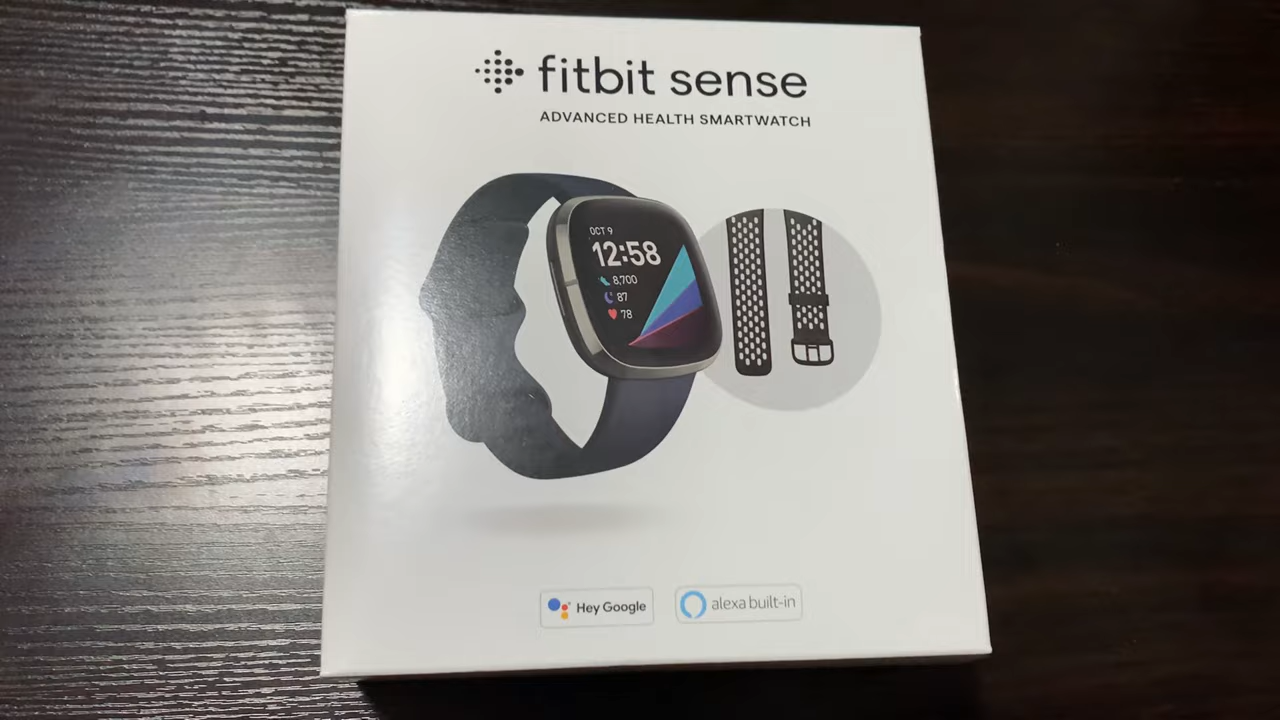 fitbit sense
ADVANCED HEALTH SMARTWATCH
OCT 9
12:58
8,700
87
78
Hey Google
alexa built-in